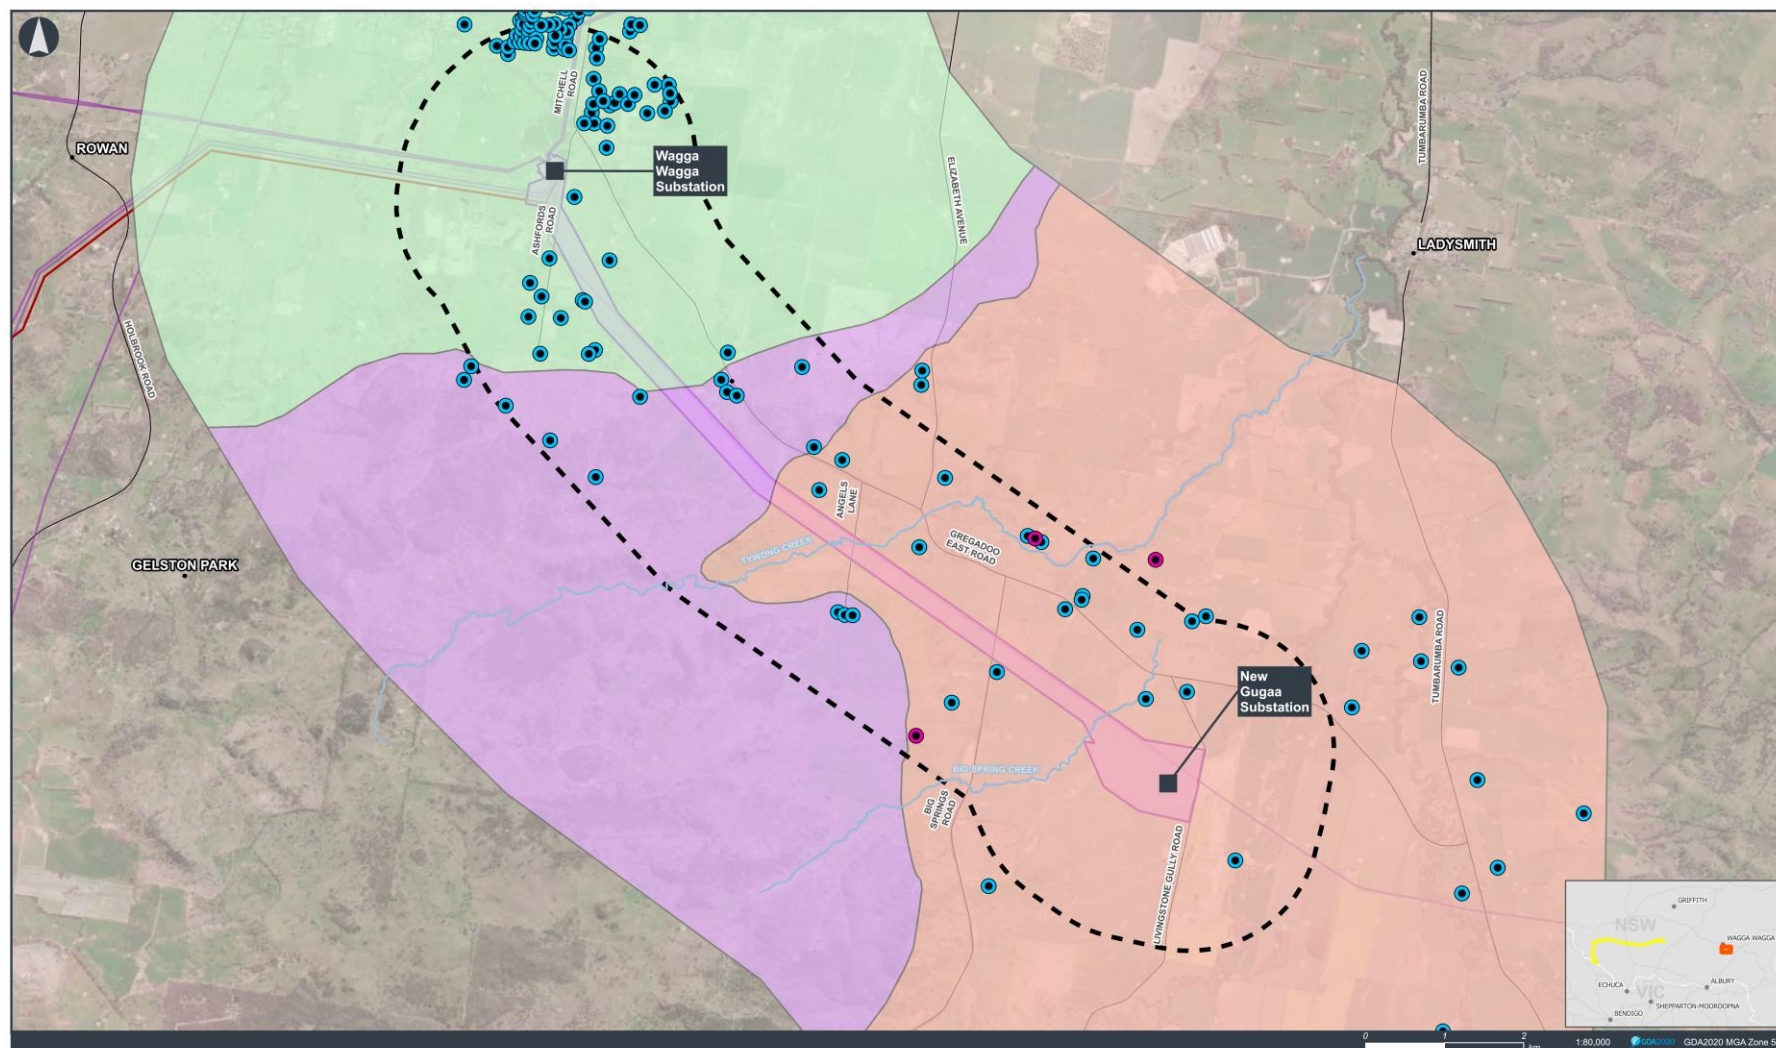 MITCHELL
ROAD
ROWAN
Wagga
Wagga
Substation
TUMBARUMBA ROAD
ELIZABETH AVENUE
ASHFORDS
ROAD
LADYSMITH
HOLBROOK ROAD
ANGELS
LANE
TYWONG CREEK
GREGADOO
EAST ROAD
GELSTON PARK
TUMBARUMBA ROAD
New
Gugaa
Substation
BIG SPRING CREEK
BIG
SPRINGS
ROAD
LIVINGSTONE GULLY ROAD
GRIFFITH
NSW
WAGGA WAGGA
ECHUCA
ALBURY
VIC
SHEPPARTON-MOOROOPNA
BENDIGO
0 1 2
km
1:80,000
GDA2020
GDA2020 MGA Zone 5